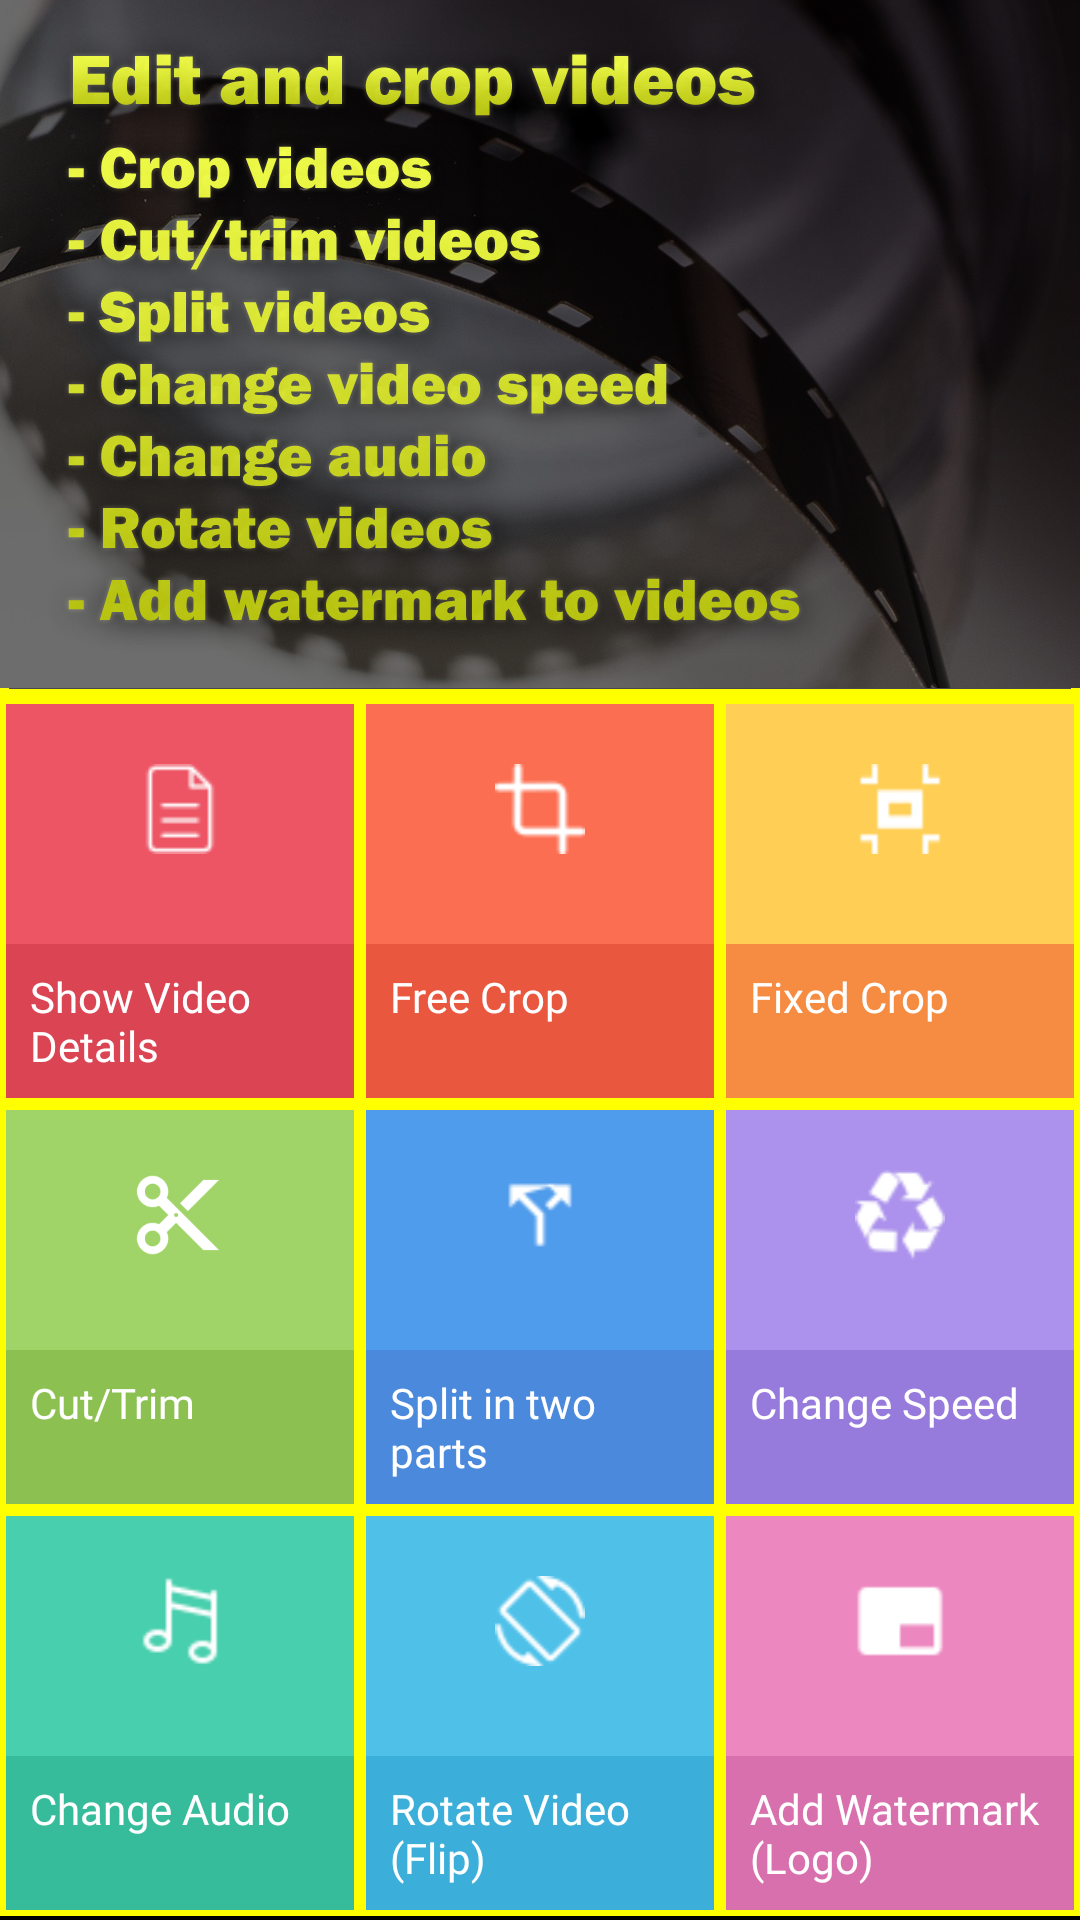 Edit and crop videos
- Crop videos
- Cut/trim videos
- Split videos
- Change video speed
- Change audio
- Rotate videos
- Add watermark to videos
Show Video
Details
Free Crop
Fixed Crop
Cut/Trim
Split in two
parts
Change Speed
Change Audio
Rotate Video
(Flip)
Add Watermark
(Logo)